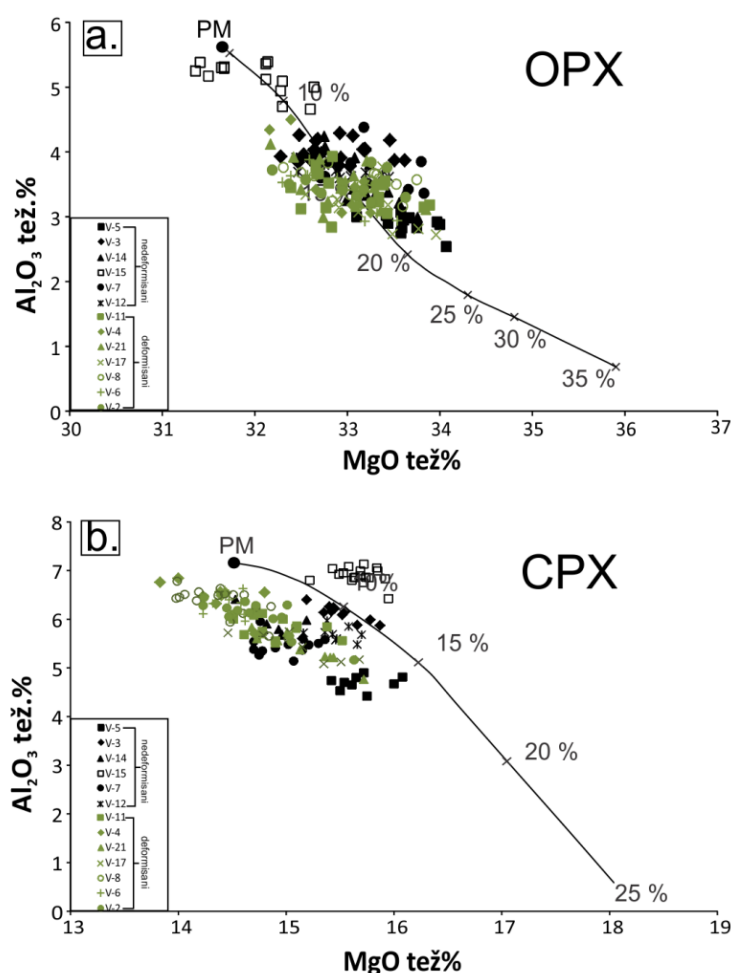 a.
OPX
PM
10 %
1
20 %
25 %
30 %
35 %
Al₂O₃ tež.%
6
5
4
3
2
1
0
V-5
V-3
V-14
V-15
V-7
V-12
V-11
V-4
V-21
V-17
V-8
V-6
V-2
nedeformisani
deformisani
30 31 32 33 34 35 36 37
MgO tež%
b.
CPX
PM
10%
15 %
20 %
25 %
Al₂O₃ tež.%
8
7
6
5
4
3
2
1
0
V-5
V-3
V-14
V-15
V-7
V-12
V-11
V-4
V-21
V-17
V-8
V-6
V-2
nedeformisani
deformisani
13 14 15 16 17 18 19
MgO tež%